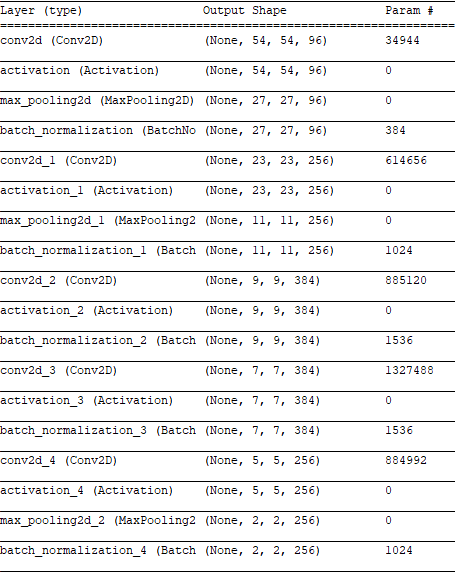 Layer (type) Output Shape Param #
=================================================================
conv2d (Conv2D) (None, 54, 54, 96) 34944
activation (Activation) (None, 54, 54, 96) 0
max_pooling2d (MaxPooling2D) (None, 27, 27, 96) 0
batch_normalization (BatchNo (None, 27, 27, 96) 384
conv2d_1 (Conv2D) (None, 23, 23, 256) 614656
activation_1 (Activation) (None, 23, 23, 256) 0
max_pooling2d_1 (MaxPooling2 (None, 11, 11, 256) 0
batch_normalization_1 (Batch (None, 11, 11, 256) 1024
conv2d_2 (Conv2D) (None, 9, 9, 384) 885120
activation_2 (Activation) (None, 9, 9, 384) 0
batch_normalization_2 (Batch (None, 9, 9, 384) 1536
conv2d_3 (Conv2D) (None, 7, 7, 384) 1327488
activation_3 (Activation) (None, 7, 7, 384) 0
batch_normalization_3 (Batch (None, 7, 7, 384) 1536
conv2d_4 (Conv2D) (None, 5, 5, 256) 884992
activation_4 (Activation) (None, 5, 5, 256) 0
max_pooling2d_2 (MaxPooling2 (None, 2, 2, 256) 0
batch_normalization_4 (Batch (None, 2, 2, 256) 1024